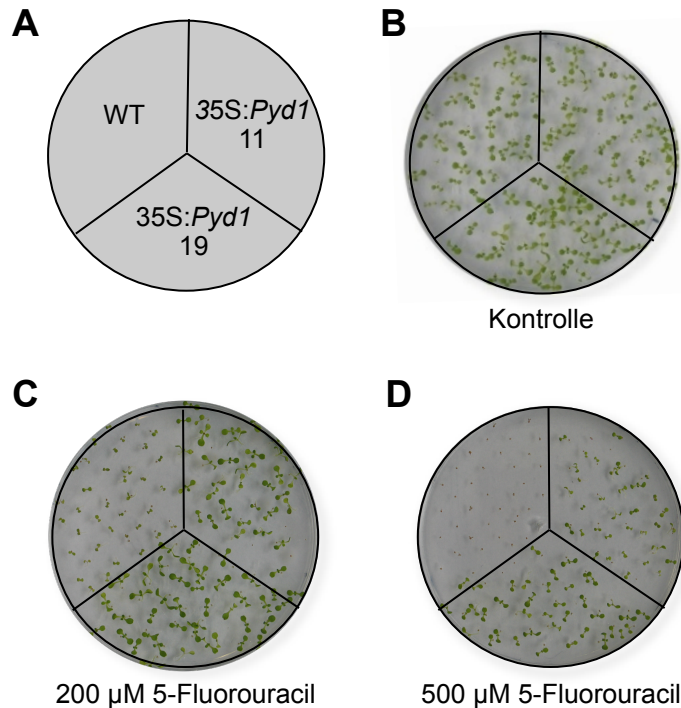 A
WT
35S:Pyd1
11
35S:Pyd1
19
B
Kontrolle
C
200 µM 5-Fluorouracil
D
500 µM 5-Fluorouracil